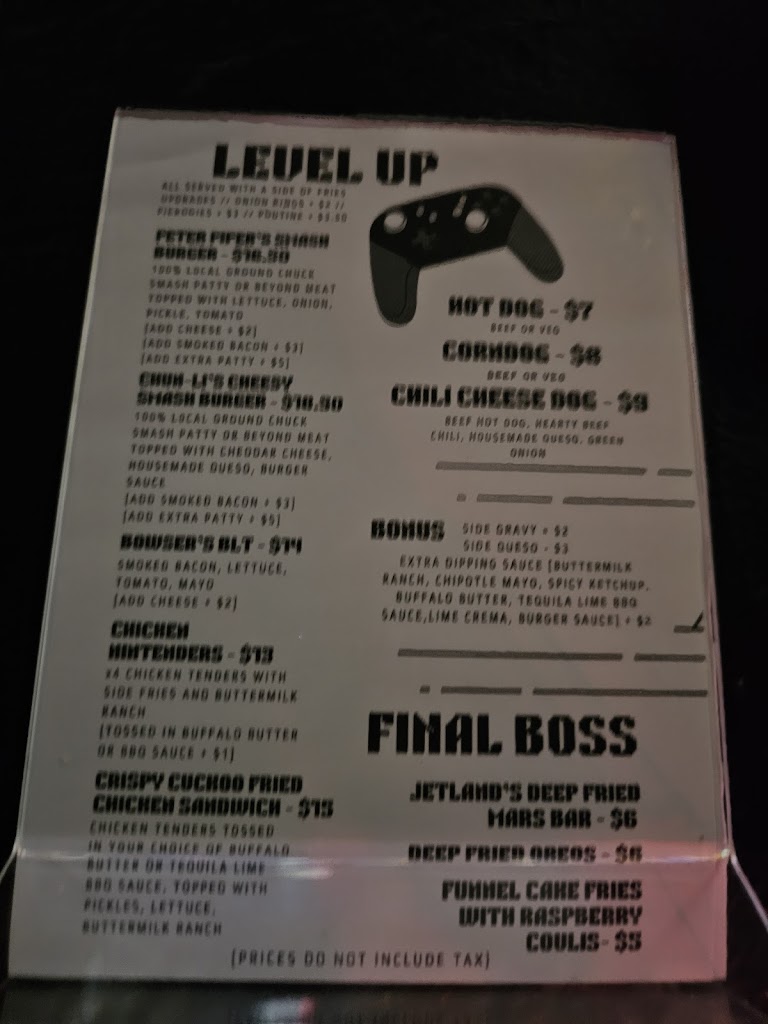 LEVEL UP
ALL SERVED WITH A SIDE OF FRIES
UPGRADES // ONION RINGS + $2 //
PIEROGIES + $3 // POUTINE + $3.50
PETER PIFER'S SMASH
BURGER - $16.50
100% LOCAL GROUND CHUCK
SMASH PATTY OR BEYOND MEAT
TOPPED WITH LETTUCE, ONION,
PICKLE, TOMATO
[ADD CHEESE + $2]
[ADD SMOKED BACON + $3]
[ADD EXTRA PATTY + $5]
CHUN-LI'S CHEESY
SMASH BURGER -
100% LOCAL GROUND CHUCK
SMASH PATTY OR BEYOND MEAT
TOPPED WITH CHEDDAR CHEESE,
HOUSEMADE QUESO, BURGER
SAUCE
[ADD SMOKED BACON + $3]
[ADD EXTRA PATTY + $5]
BOWSER'S BLT - $14
SMOKED BACON, LETTUCE,
TOMATO, MAYO
[ADD CHEESE + $2]
CHICKEN
NINTENDERS - $13
X4 CHICKEN TENDERS WITH
SIDE FRIES AND BUTTERMILK
RANCH
[TOSSED IN BUFFALO BUTTER
OR BBQ SAUCE + $1]
CRISPY CUCKOO FRIED
CHICKEN SANDWICH - $15
CHICKEN TENDERS TOSSED
IN YOUR CHOICE OF BUFFALO
BUTTER OR TEQUILA LIME
BBQ SAUCE, TOPPED WITH
PICKLES, LETTUCE,
BUTTERMILK RANCH
HOT DOG - $7
BEEF OR VEG
CORNDOG - $8
BEEF OR VEG
CHILI CHEESE DOG - $9
BEEF HOT DOG, HEARTY BEEF
CHILI, HOUSEMADE QUESO, GREEN
ONION
BONUS SIDE GRAVY + $2
SIDE QUESO - $3
EXTRA DIPPING SAUCE [BUTTERMILK
RANCH, CHIPOTLE MAYO, SPICY KETCHUP,
BUFFALO BUTTER, TEQUILA LIME BBQ
SAUCE,LIME CREMA, BURGER SAUCE] + $2
FINAL BOSS
JETLAND'S DEEP FRIED
MARS BAR - $6
DEEP FRIED OREOS - $6
FUNNEL CAKE FRIES
WITH RASPBERRY
COULIS- $5
[PRICES DO NOT INCLUDE TAX]